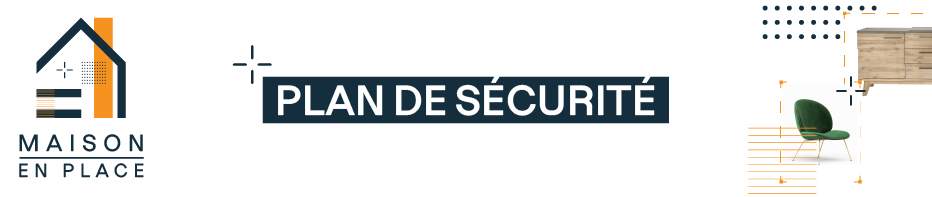 MAISON
EN PLACE
PLAN DE SÉCURITÉ